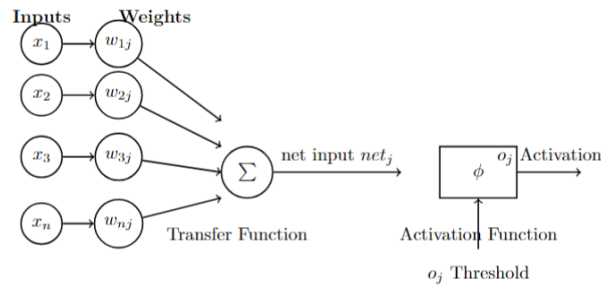 Inputs Weights
x₁ w₁ⱼ
x₂ w₂ⱼ
x₃ w₃ⱼ
xₙ wₙⱼ
Σ
net input netⱼ
Transfer Function
ϕ
oⱼ Activation
Activation Function
oⱼ Threshold